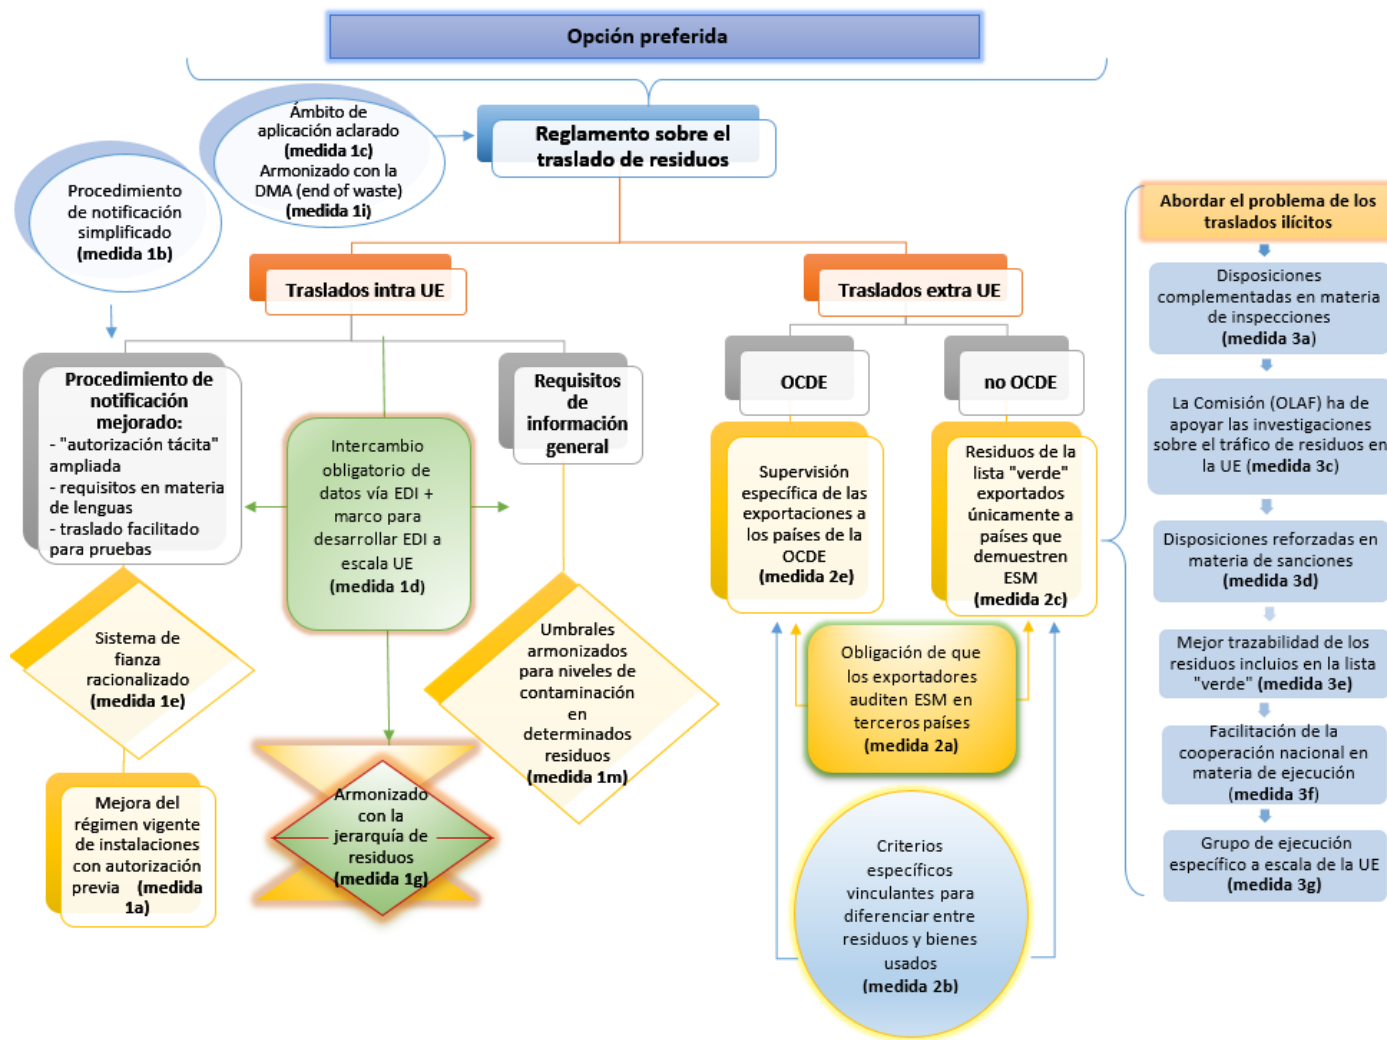 Opción preferida
Ámbito de
aplicación aclarado
(medida 1c)
Armonizado con la
DMA (end of waste)
(medida 1i)
Reglamento sobre el
traslado de residuos
Procedimiento
de notificación
simplificado
(medida 1b)
Traslados intra UE
Traslados extra UE
Procedimiento de
notificación
mejorado:
- "autorización tácita"
ampliada
- requisitos en materia
de lenguas
- traslado facilitado
para pruebas
Intercambio
obligatorio de
datos vía EDI +
marco para
desarrollar EDI a
escala UE
(medida 1d)
Requisitos
de
información
general
OCDE
no OCDE
Supervisión
específica de las
exportaciones a
los países de la
OCDE
(medida 2e)
Residuos de la
lista "verde"
exportados
únicamente a
países que
demuestren
ESM
(medida 2c)
Sistema de
fianza
racionalizado
(medida 1e)
Umbrales
armonizados
para niveles de
contaminación
en
determinados
residuos
(medida 1m)
Obligación de que
los exportadores
auditen ESM en
terceros países
(medida 2a)
Mejora del
régimen vigente
de instalaciones
con autorización
previa (medida
1a)
Armonizado
con la
jerarquía de
residuos
(medida 1g)
Criterios
específicos
vinculantes para
diferenciar entre
residuos y bienes
usados
(medida 2b)
Abordar el problema de los
traslados ilícitos
Disposiciones
complementadas en materia
de inspecciones
(medida 3a)
La Comisión (OLAF) ha de
apoyar las investigaciones
sobre el tráfico de residuos en
la UE (medida 3c)
Disposiciones reforzadas en
materia de sanciones
(medida 3d)
Mejor trazabilidad de los
residuos incluios en la lista
"verde" (medida 3e)
Facilitación de la
cooperación nacional en
materia de ejecución
(medida 3f)
Grupo de ejecución
específico a escala de la UE
(medida 3g)